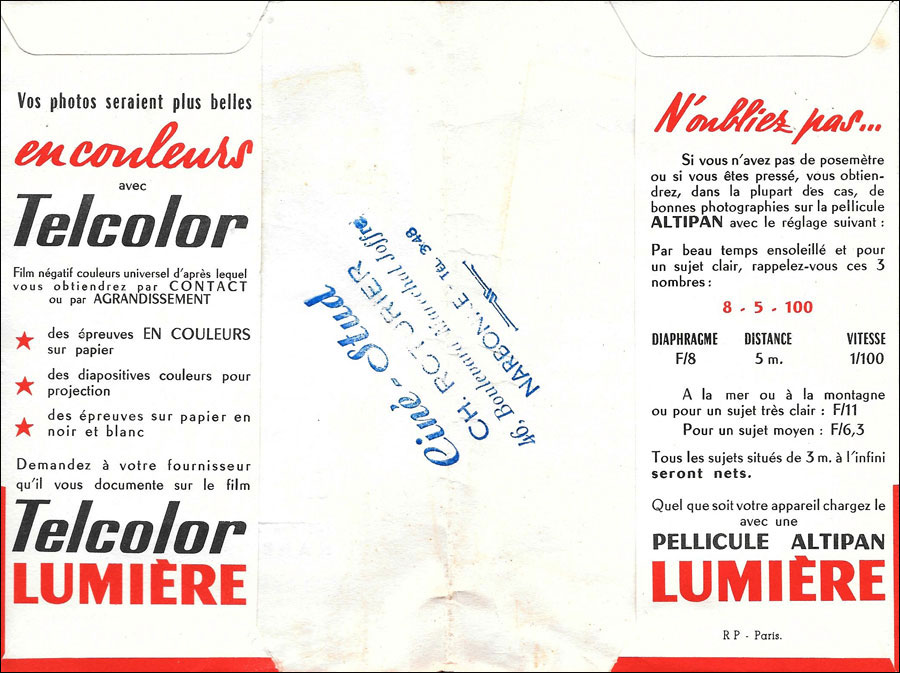 Vos photos seraient plus belles
en couleurs
avec
Telcolor
Film négatif couleurs universel d'après lequel
vous obtiendrez par CONTACT
ou par AGRANDISSEMENT
des épreuves EN COULEURS
sur papier
des diapositives couleurs pour
projection
des épreuves sur papier en
noir et blanc
Demandez à votre fournisseur
qu'il vous documente sur le film
Telcolor
LUMIÈRE
Ciné-Stud
CH.
46, Boulevard Maréchal Joffre
NARBONNE - TÉL. 3-48
N'oubliez pas...
Si vous n'avez pas de posemètre
ou si vous êtes pressé, vous obtien-
drez, dans la plupart des cas, de
bonnes photographies sur la pellicule
ALTIPAN avec le réglage suivant :
Par beau temps ensoleillé et pour
un sujet clair, rappelez-vous ces 3
nombres :
8 - 5 - 100
DIAPHRAGME DISTANCE VITESSE
F/8 5 m. 1/100
A la mer ou à la montagne
ou pour un sujet très clair : F/11
Pour un sujet moyen : F/6,3
Tous les sujets situés de 3 m. à l'infini
seront nets.
Quel que soit votre appareil chargez le
avec une
PELLICULE ALTIPAN
LUMIÈRE
R P - Paris.